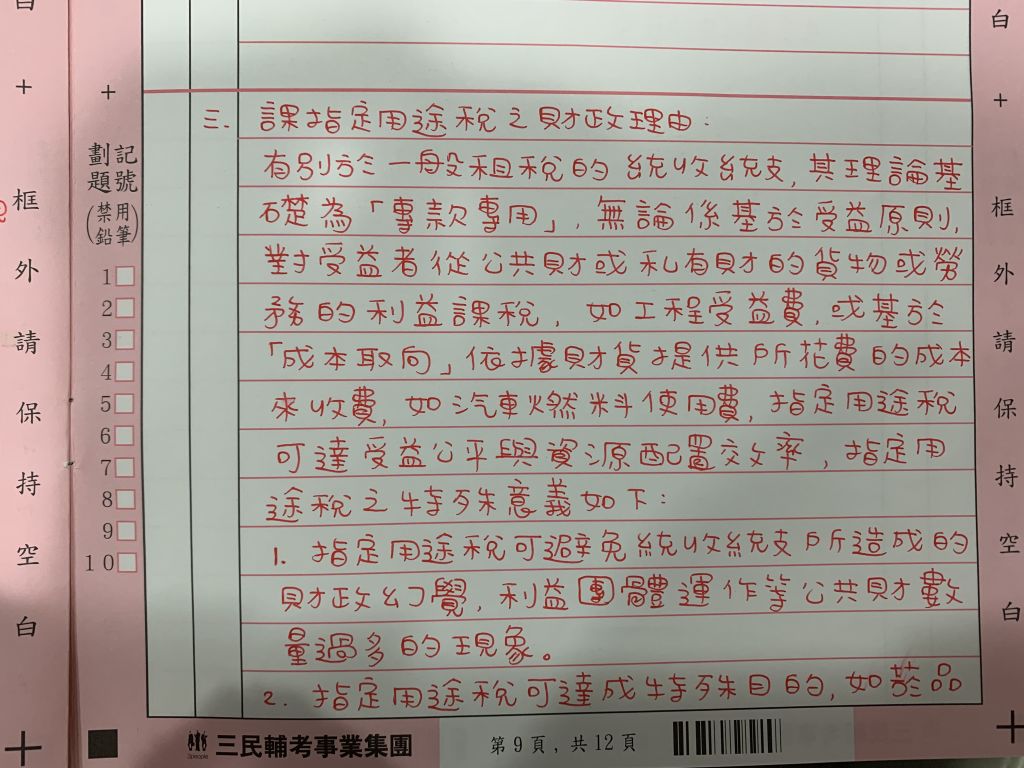 白
白
劃記
題號
(禁用
鉛筆)
框外請保持空白
框外請保持空白
1
2
3
4
5
6
7
8
9
10
三. 課指定用途稅之財政理由:
有別於一般租稅的統收統支,其理論基
礎為「專款專用」,無論係基於受益原則,
對受益者從公共財或私有財的貨物或勞
務的利益課稅,如工程受益費,或基於
「成本取向」依據財貨提供所花費的成本
來收費,如汽車燃料使用費,指定用途稅
可達受益公平與資源配置效率,指定用
途稅之特殊意義如下:
1. 指定用途稅可避免統收統支所造成的
財政幻覺,利益團體運作等公共財數
量過多的現象。
2. 指定用途稅可達成特殊目的,如菸品
三民輔考事業集團
第9頁,共12頁